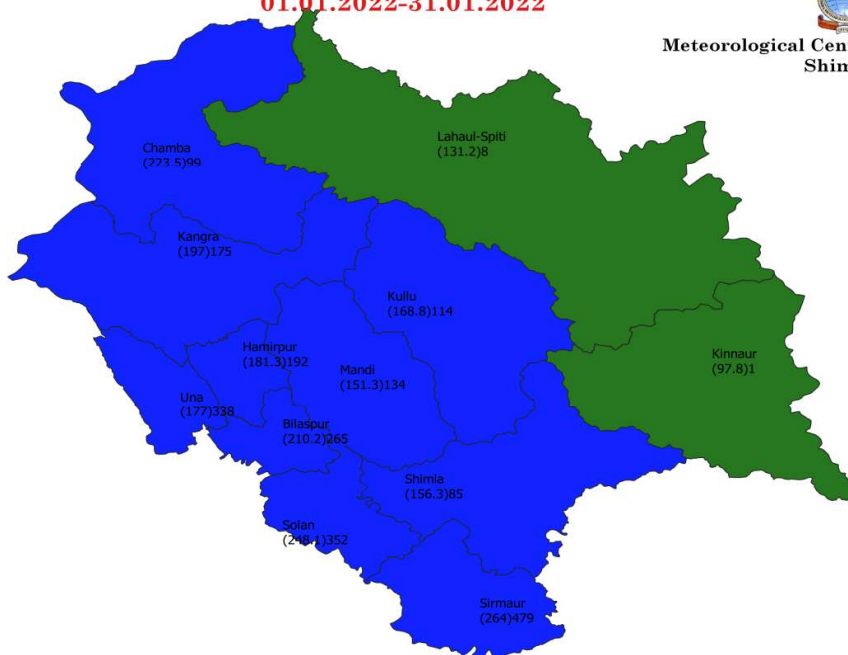 01.01.2022-31.01.2022
Meteorological Cen
Shim
Lahaul-Spiti
(131.2)8
Chamba
(223.5)99
Kangra
(197)175
Kullu
(168.8)114
Hamirpur
(181.3)192
Mandi
(151.3)134
Kinnaur
(97.8)1
Una
(177)338
Bilaspur
(210.2)265
Shimla
(156.3)85
Solan
(248.1)352
Sirmaur
(264)479